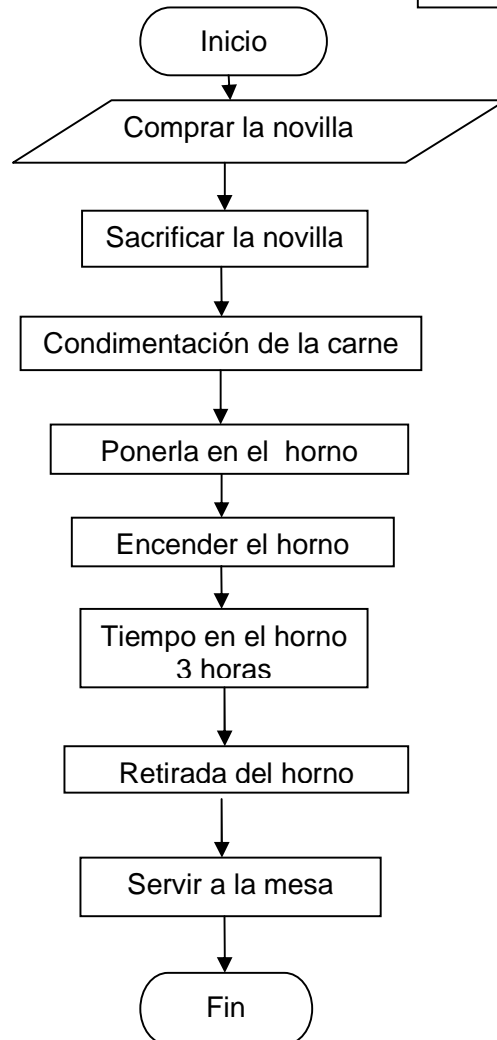 Inicio
Comprar la novilla
Sacrificar la novilla
Condimentación de la carne
Ponerla en el horno
Encender el horno
Tiempo en el horno
3 horas
Retirada del horno
Servir a la mesa
Fin